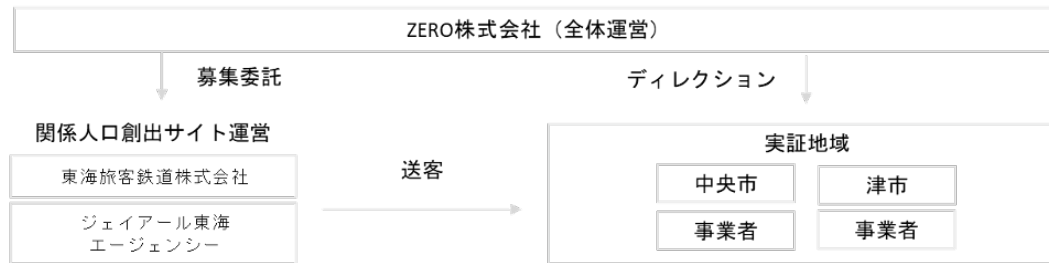 ZERO株式会社（全体運営）
募集委託
ディレクション
関係人口創出サイト運営
東海旅客鉄道株式会社
ジェイアール東海
エージェンシー
送客
実証地域
中央市
津市
事業者
事業者